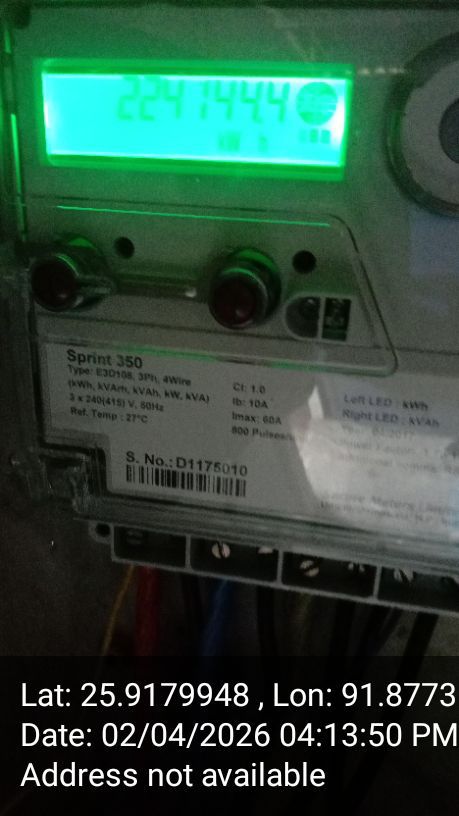 224144.4
kW h
Sprint 350
Type: E3D108, 3Ph, 4Wire
(kWh, kVArh, kVAh, kW, kVA)
3 x 240(415) V, 50Hz
Ref. Temp : 27°C
Cl: 1.0
Ib: 10A
Imax: 60A
800 Pulses/
Left LED : kWh
Right LED : kVAh
S. No.: D1175010
Lat: 25.9179948 , Lon: 91.8773
Date: 02/04/2026 04:13:50 PM
Address not available